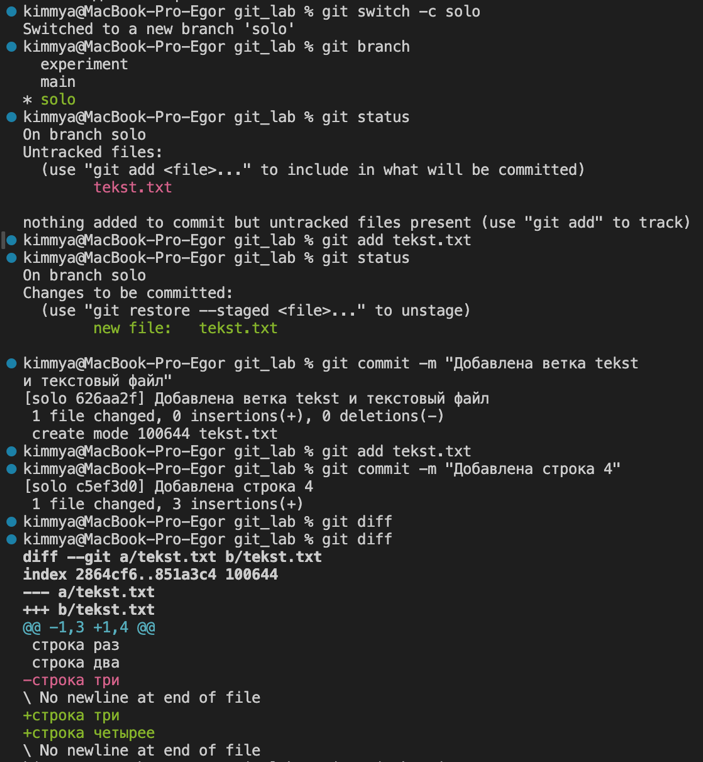 kimmya@MacBook-Pro-Egor git_lab % git switch -c solo
Switched to a new branch 'solo'
kimmya@MacBook-Pro-Egor git_lab % git branch
  experiment
  main
* solo
kimmya@MacBook-Pro-Egor git_lab % git status
On branch solo
Untracked files:
  (use "git add <file>..." to include in what will be committed)
        tekst.txt

nothing added to commit but untracked files present (use "git add" to track)
kimmya@MacBook-Pro-Egor git_lab % git add tekst.txt
kimmya@MacBook-Pro-Egor git_lab % git status
On branch solo
Changes to be committed:
  (use "git restore --staged <file>..." to unstage)
        new file:   tekst.txt

kimmya@MacBook-Pro-Egor git_lab % git commit -m "Добавлена ветка tekst
и текстовый файл"
[solo 626aa2f] Добавлена ветка tekst и текстовый файл
 1 file changed, 0 insertions(+), 0 deletions(-)
 create mode 100644 tekst.txt
kimmya@MacBook-Pro-Egor git_lab % git add tekst.txt
kimmya@MacBook-Pro-Egor git_lab % git commit -m "Добавлена строка 4"
[solo c5ef3d0] Добавлена строка 4
 1 file changed, 3 insertions(+)
kimmya@MacBook-Pro-Egor git_lab % git diff
kimmya@MacBook-Pro-Egor git_lab % git diff
diff --git a/tekst.txt b/tekst.txt
index 2864cf6..851a3c4 100644
--- a/tekst.txt
+++ b/tekst.txt
@@ -1,3 +1,4 @@
 строка раз
 строка два
-строка три
\ No newline at end of file
+строка три
+строка четырее
\ No newline at end of file